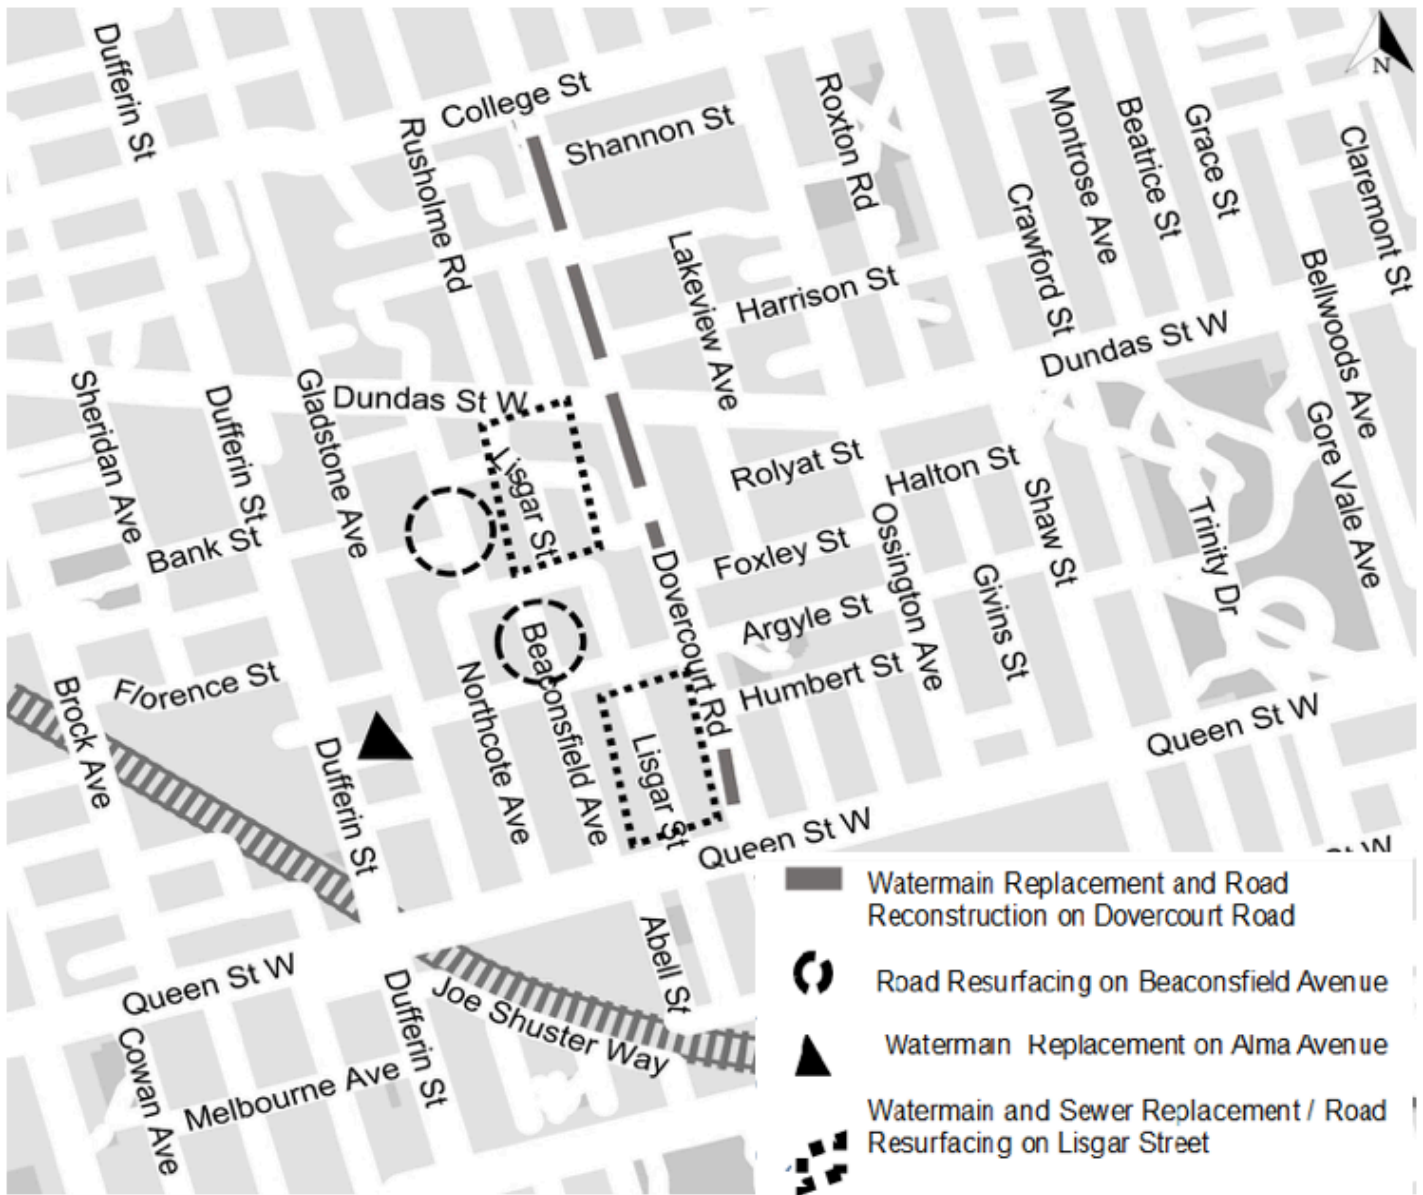 Dufferin St
College St
Shannon St
Rusholme Rd
Roxton Rd
Montrose Ave
Beatrice St
Grace St
Claremont St
N
Crawford St
Lakeview Ave
Harrison St
Bellwoods Ave
Dundas St W
Sheridan Ave
Dufferin St
Gladstone Ave
Dundas St W
Lisgar St
Rolyat St
Halton St
Shaw St
Gore Vale Ave
Trinity Dr
Bank St
Foxley St
Ossington Ave
Givins St
Dovercourt Rd
Argyle St
Humbert St
Beaconsfield Ave
Northcote Ave
Florence St
Brock Ave
Dufferin St
Lisgar St
Queen St W
Queen St W
St W
Abell St
Queen St W
Dufferin St
Joe Shuster Way
Cowan Ave
Melbourne Ave
Watermain Replacement and Road
Reconstruction on Dovercourt Road
Road Resurfacing on Beaconsfield Avenue
Watermain Replacement on Alma Avenue
Watermain and Sewer Replacement / Road
Resurfacing on Lisgar Street